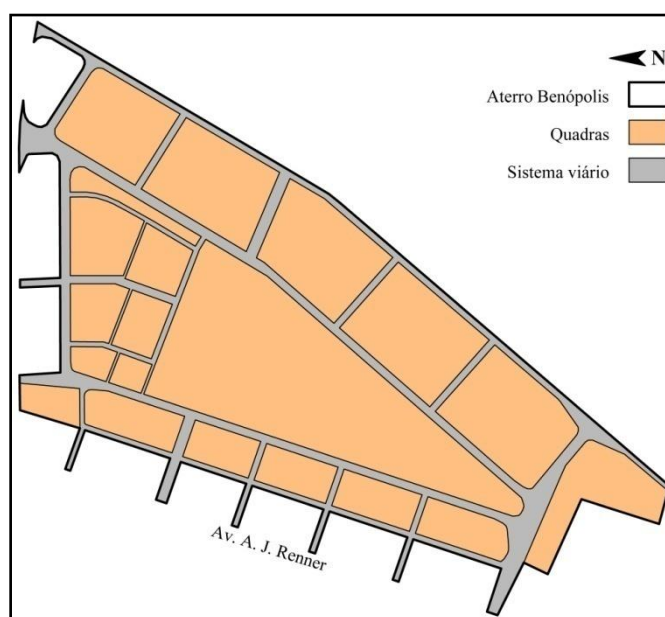 N
Aterro Benópolis
Quadras
Sistema viário
Av. A. J. Renner